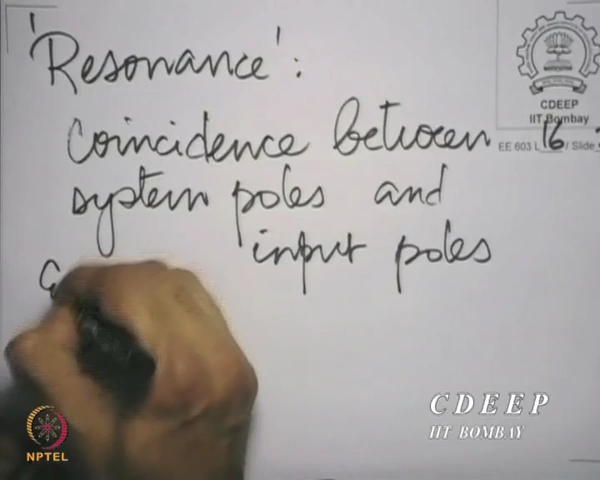 'Resonance':
Coincidence between
system poles and
input poles
CDEEP
IIT Bombay
EE 603 L 16 / Slide
CDEEP
IIT BOMBAY
NPTEL